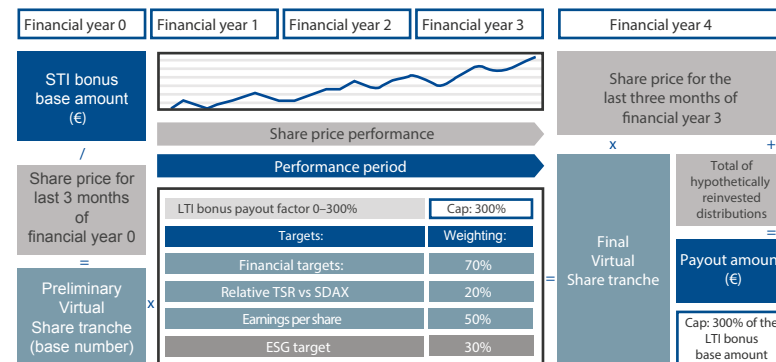 Financial year 0
Financial year 1
Financial year 2
Financial year 3
Financial year 4
STI bonus
base amount
(€)
/
Share price for
last 3 months
of
financial year 0
=
Preliminary
Virtual
Share tranche
(base number)
x
Share price performance
Performance period
LTI bonus payout factor 0–300%
Cap: 300%
Targets:
Weighting:
Financial targets:
70%
Relative TSR vs SDAX
20%
Earnings per share
50%
ESG target
30%
=
Share price for the
last three months of
financial year 3
x
+
Final
Virtual
Share tranche
Total of
hypothetically
reinvested
distributions
=
Payout amount
(€)
Cap: 300% of the
LTI bonus
base amount